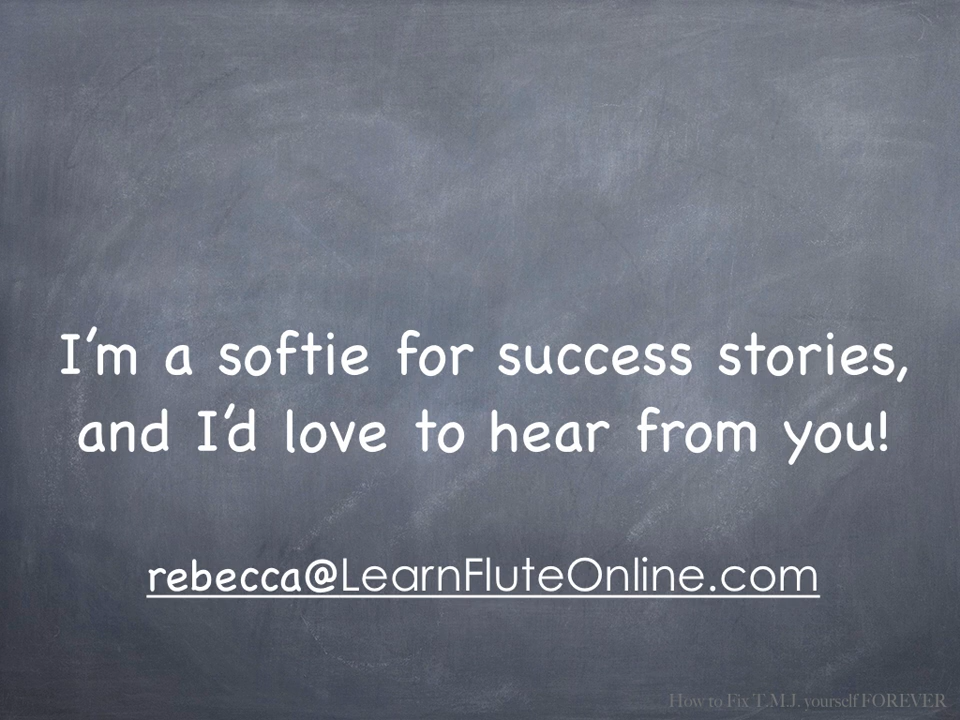 I'm a softie for success stories,
and I'd love to hear from you!
rebecca@LearnFluteOnline.com
How to Fix T.M.J. yourself FOREVER